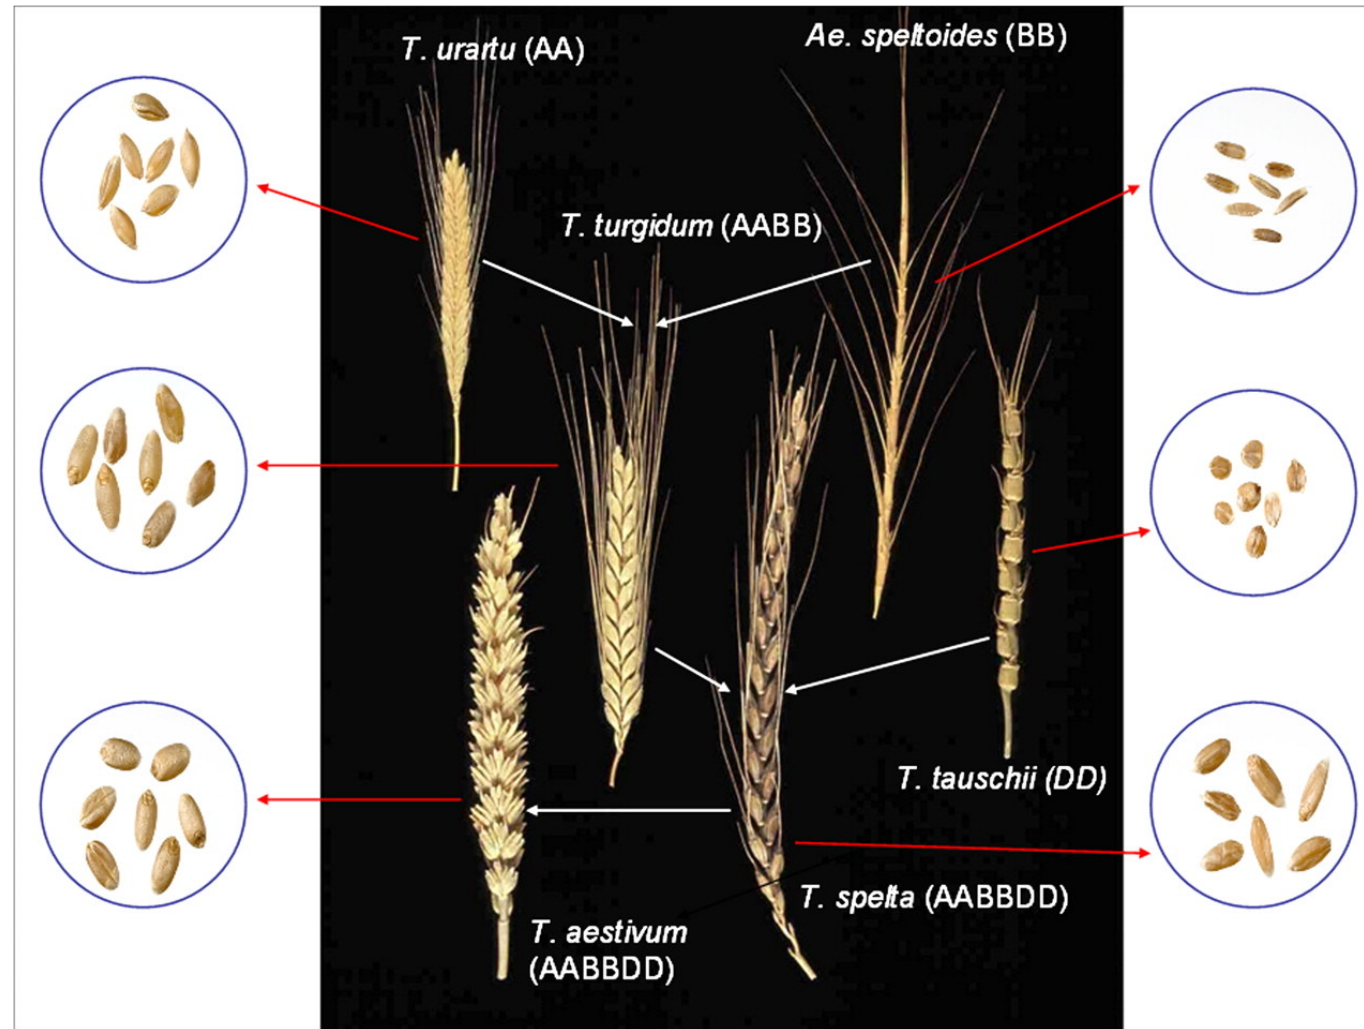 T. urartu (AA)
Ae. speltoides (BB)
T. turgidum (AABB)
T. tauschii (DD)
T. spelta (AABBDD)
T. aestivum
(AABBDD)